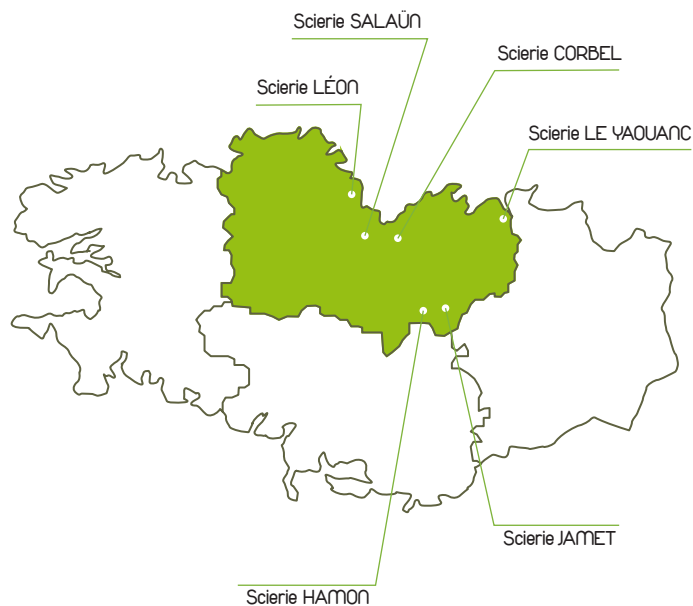 Scierie SALAÜN
Scierie CORBEL
Scierie LÉON
Scierie LE YAOUANC
Scierie JAMET
Scierie HAMON